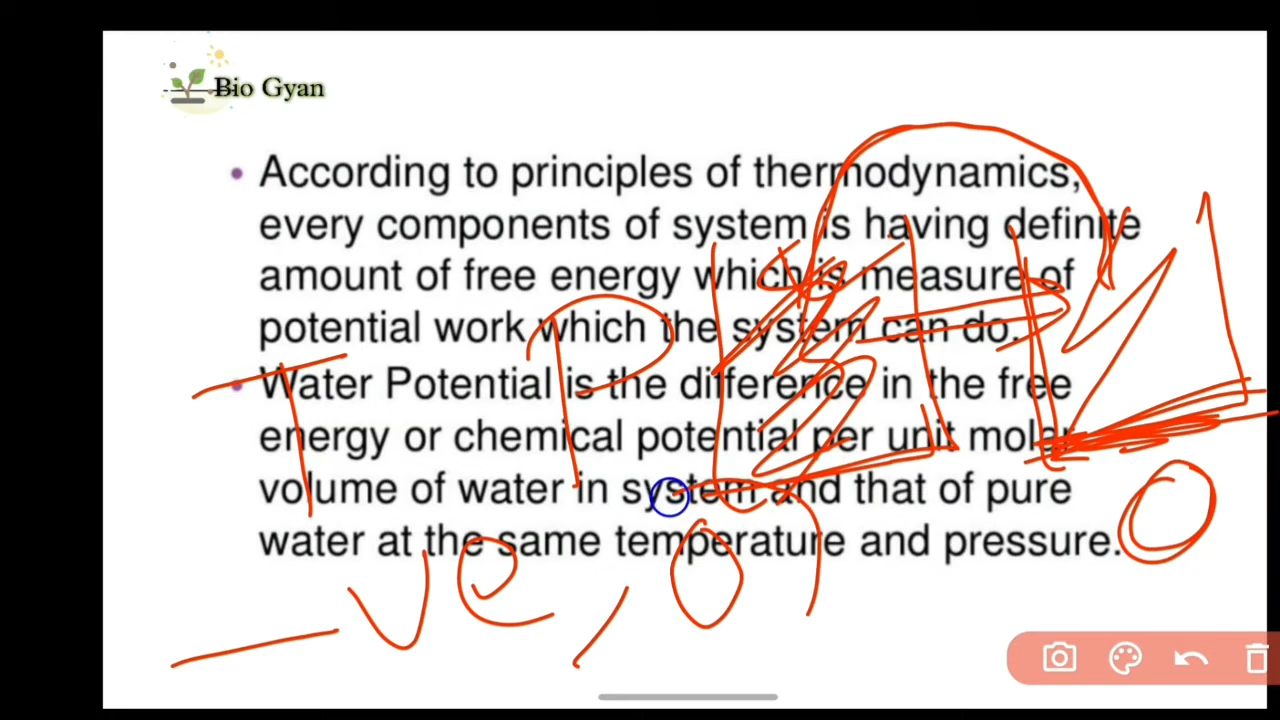 Bio Gyan
• According to principles of thermodynamics,
every components of system is having definite
amount of free energy which is measure of
potential work which the system can do.
• Water Potential is the difference in the free
energy or chemical potential per unit molar
volume of water in system and that of pure
water at the same temperature and pressure.
T P
O
—ve, 0